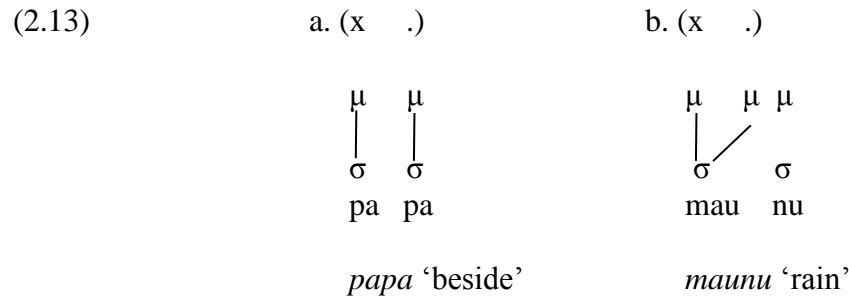 (2.13) a. (x .) b. (x .)
μ μ μ μ μ
σ σ σ σ
pa pa mau nu
papa ‘beside’ maunu ‘rain’